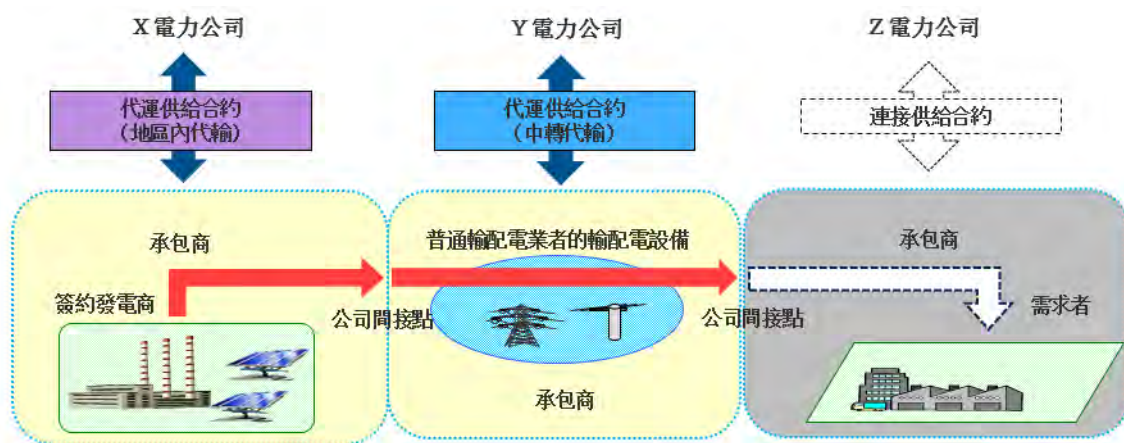 X 電力公司
Y 電力公司
Z 電力公司
代運供給合約
（地區內代輸）
代運供給合約
（中轉代輸）
連接供給合約
承包商
普通輸配電業者的輸配電設備
承包商
簽約發電商
公司間接點
公司間接點
需求者
承包商